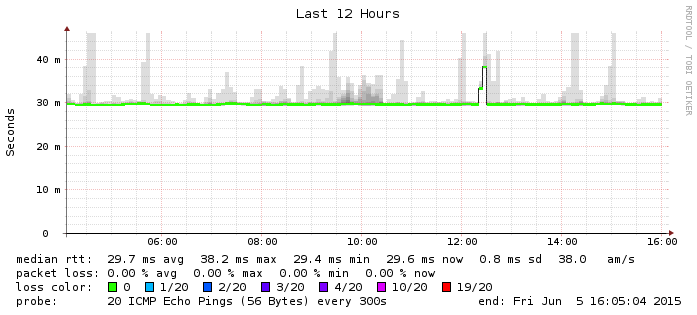 Last 12 Hours
RRDTOOL / TOBI OETIKER
Seconds
40 m
30 m
20 m
10 m
0
06:00 08:00 10:00 12:00 14:00 16:00
median rtt: 29.7 ms avg 38.2 ms max 29.4 ms min 29.6 ms now 0.8 ms sd 38.0 am/s
packet loss: 0.00 % avg 0.00 % max 0.00 % min 0.00 % now
loss color: 0 1/20 2/20 3/20 4/20 10/20 19/20
probe: 20 ICMP Echo Pings (56 Bytes) every 300s end: Fri Jun 5 16:05:04 2015